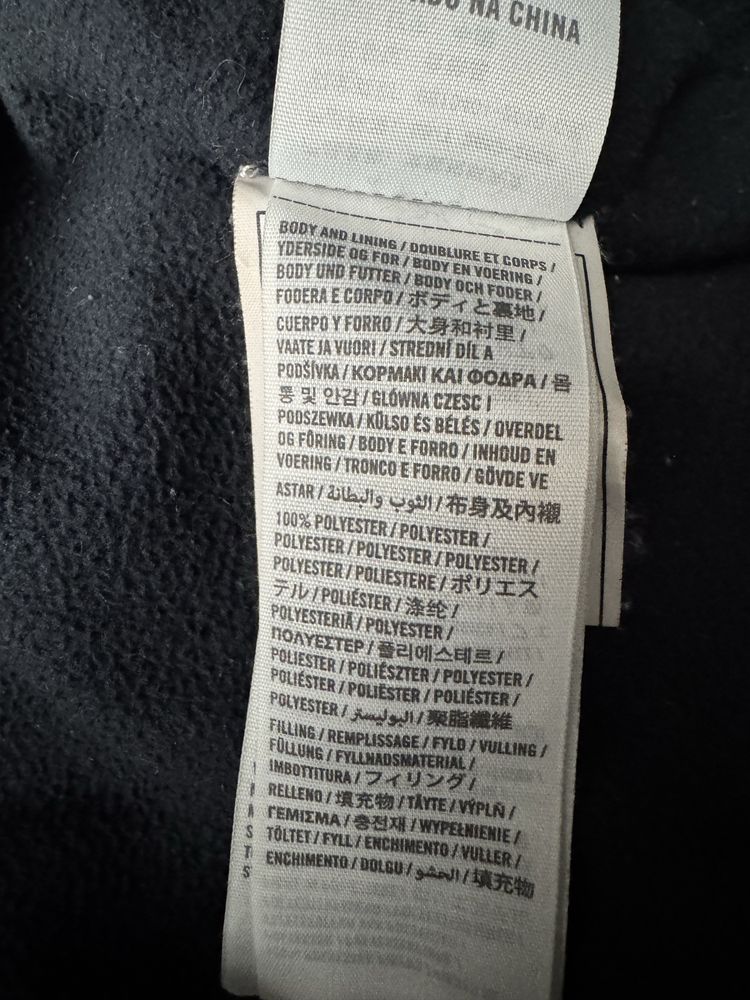 NA CHINA
BODY AND LINING / DOUBLURE ET CORPS /
YDERSIDE OG FOR / BODY EN VOERING /
BODY UND FUTTER / BODY OCH FODER /
FODERA E CORPO / ボディと裏地 /
CUERPO Y FORRO / 大身和衬里 /
VAATE JA VUORI / STREDNÍ DÍL A
PODŠÍVKA / ΚΟΡΜΑΚΙ ΚΑΙ ΦΟΔΡΑ / 몸
통 및 안감 / GLÓWNA CZESC I
PODSZEWKA / KÜLSO ÉS BÉLÉS / OVERDEL
OG FÔRING / BODY E FORRO / INHOUD EN
VOERING / TRONCO E FORRO / GÖVDE VE
ASTAR / الثوب والبطانة / 布身及內襯
100% POLYESTER / POLYESTER /
POLYESTER / POLYESTER / POLYESTER /
POLYESTER / POLIESTERE / ポリエス
テル / POLIÉSTER / 涤纶 /
POLYESTERIÄ / POLYESTER /
ΠΟΛΥΕΣΤΕΡ / 폴리에스테르 /
POLIESTER / POLIÉSZTER / POLYESTER /
POLIÉSTER / POLIÉSTER / POLIÉSTER /
POLYESTER / البوليستر / 聚脂纖維
FILLING / REMPLISSAGE / FYLD / VULLING /
FÜLLUNG / FYLLNADSMATERIAL /
IMBOTTITURA / フィリング /
RELLENO / 填充物 / TÄYTE / VÝPLŇ /
ΓΕΜΙΣΜΑ / 충전재 / WYPEŁNIENIE /
TÖLTET / FYLL / ENCHIMENTO / VULLER /
ENCHIMENTO / DOLGU / الحشو / 填充物